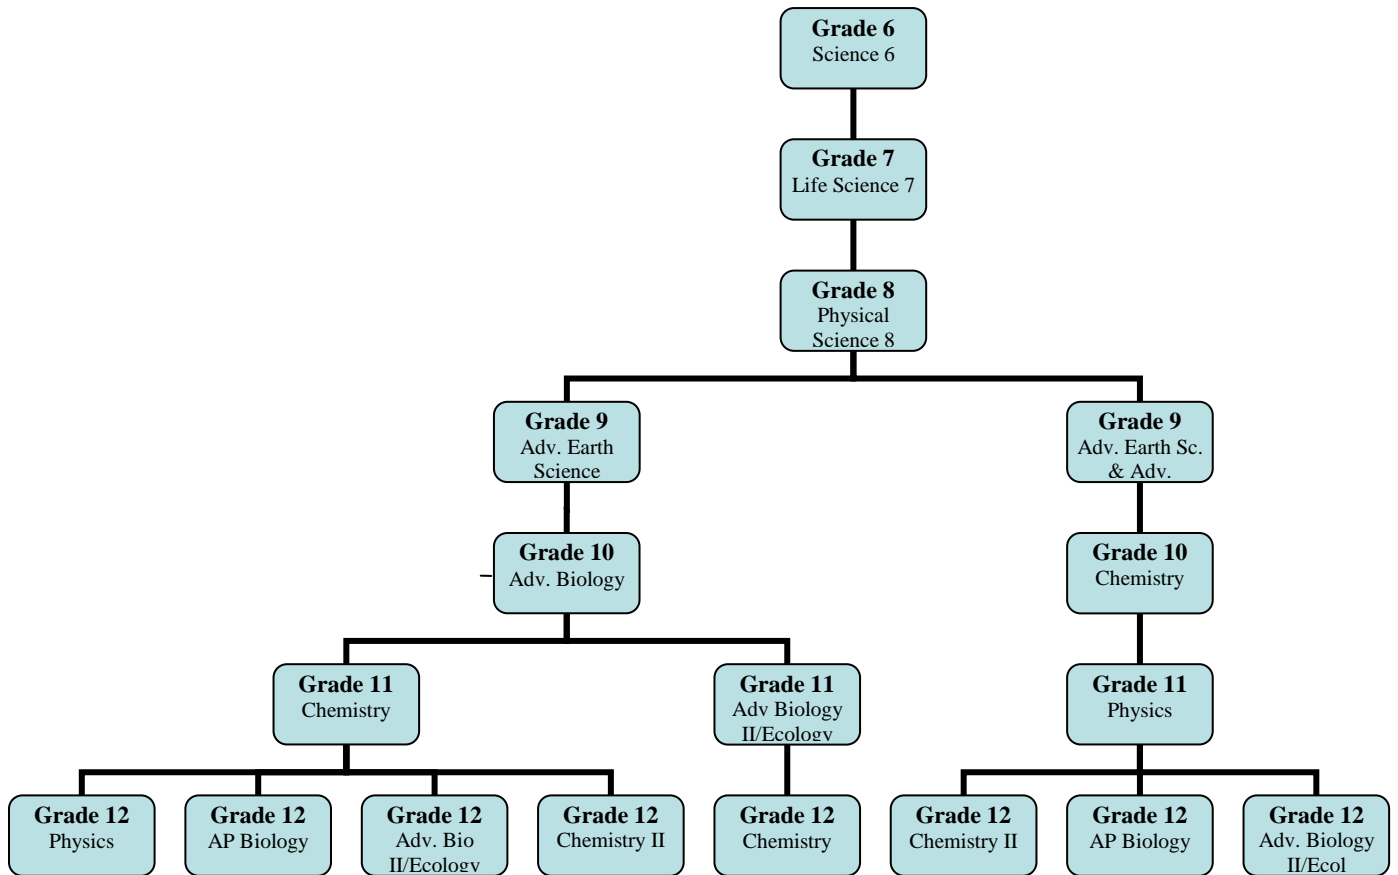 Grade 6
Science 6
Grade 7
Life Science 7
Grade 8
Physical
Science 8
Grade 9
Adv. Earth
Science
Grade 9
Adv. Earth Sc.
& Adv.
Grade 10
Adv. Biology
Grade 10
Chemistry
Grade 11
Chemistry
Grade 11
Adv Biology
II/Ecology
Grade 11
Physics
Grade 12
Physics
Grade 12
AP Biology
Grade 12
Adv. Bio
II/Ecology
Grade 12
Chemistry II
Grade 12
Chemistry
Grade 12
Chemistry II
Grade 12
AP Biology
Grade 12
Adv. Biology
II/Ecol